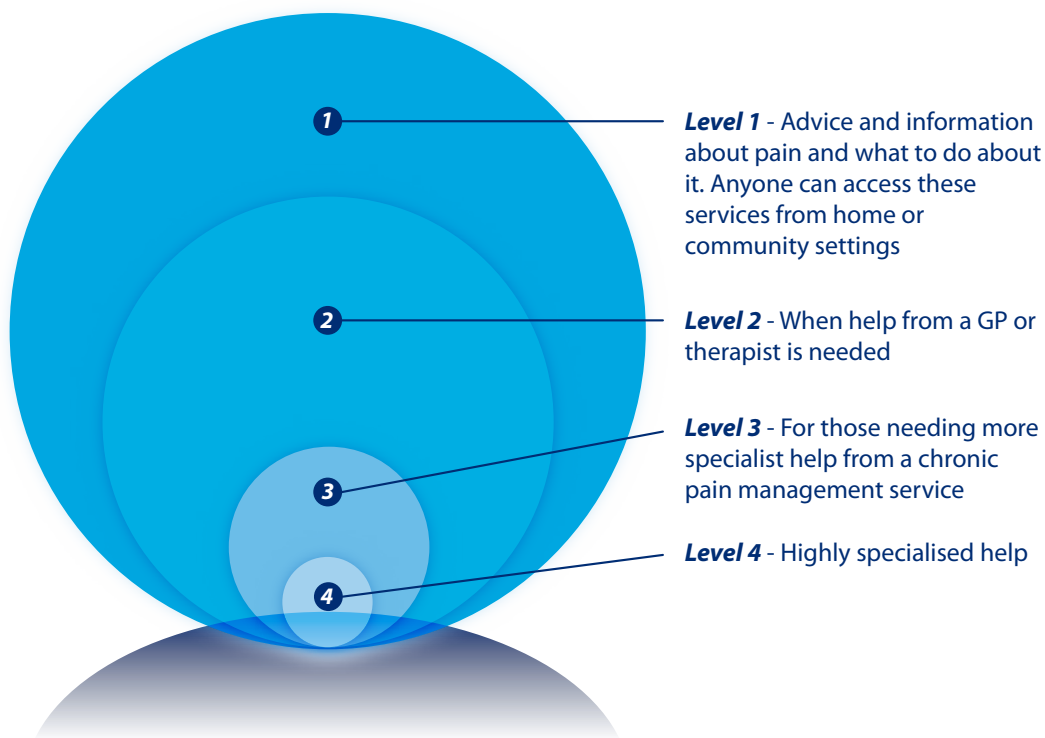 1
Level 1 - Advice and information
about pain and what to do about
it. Anyone can access these
services from home or
community settings
2
Level 2 - When help from a GP or
therapist is needed
3
Level 3 - For those needing more
specialist help from a chronic
pain management service
4
Level 4 - Highly specialised help